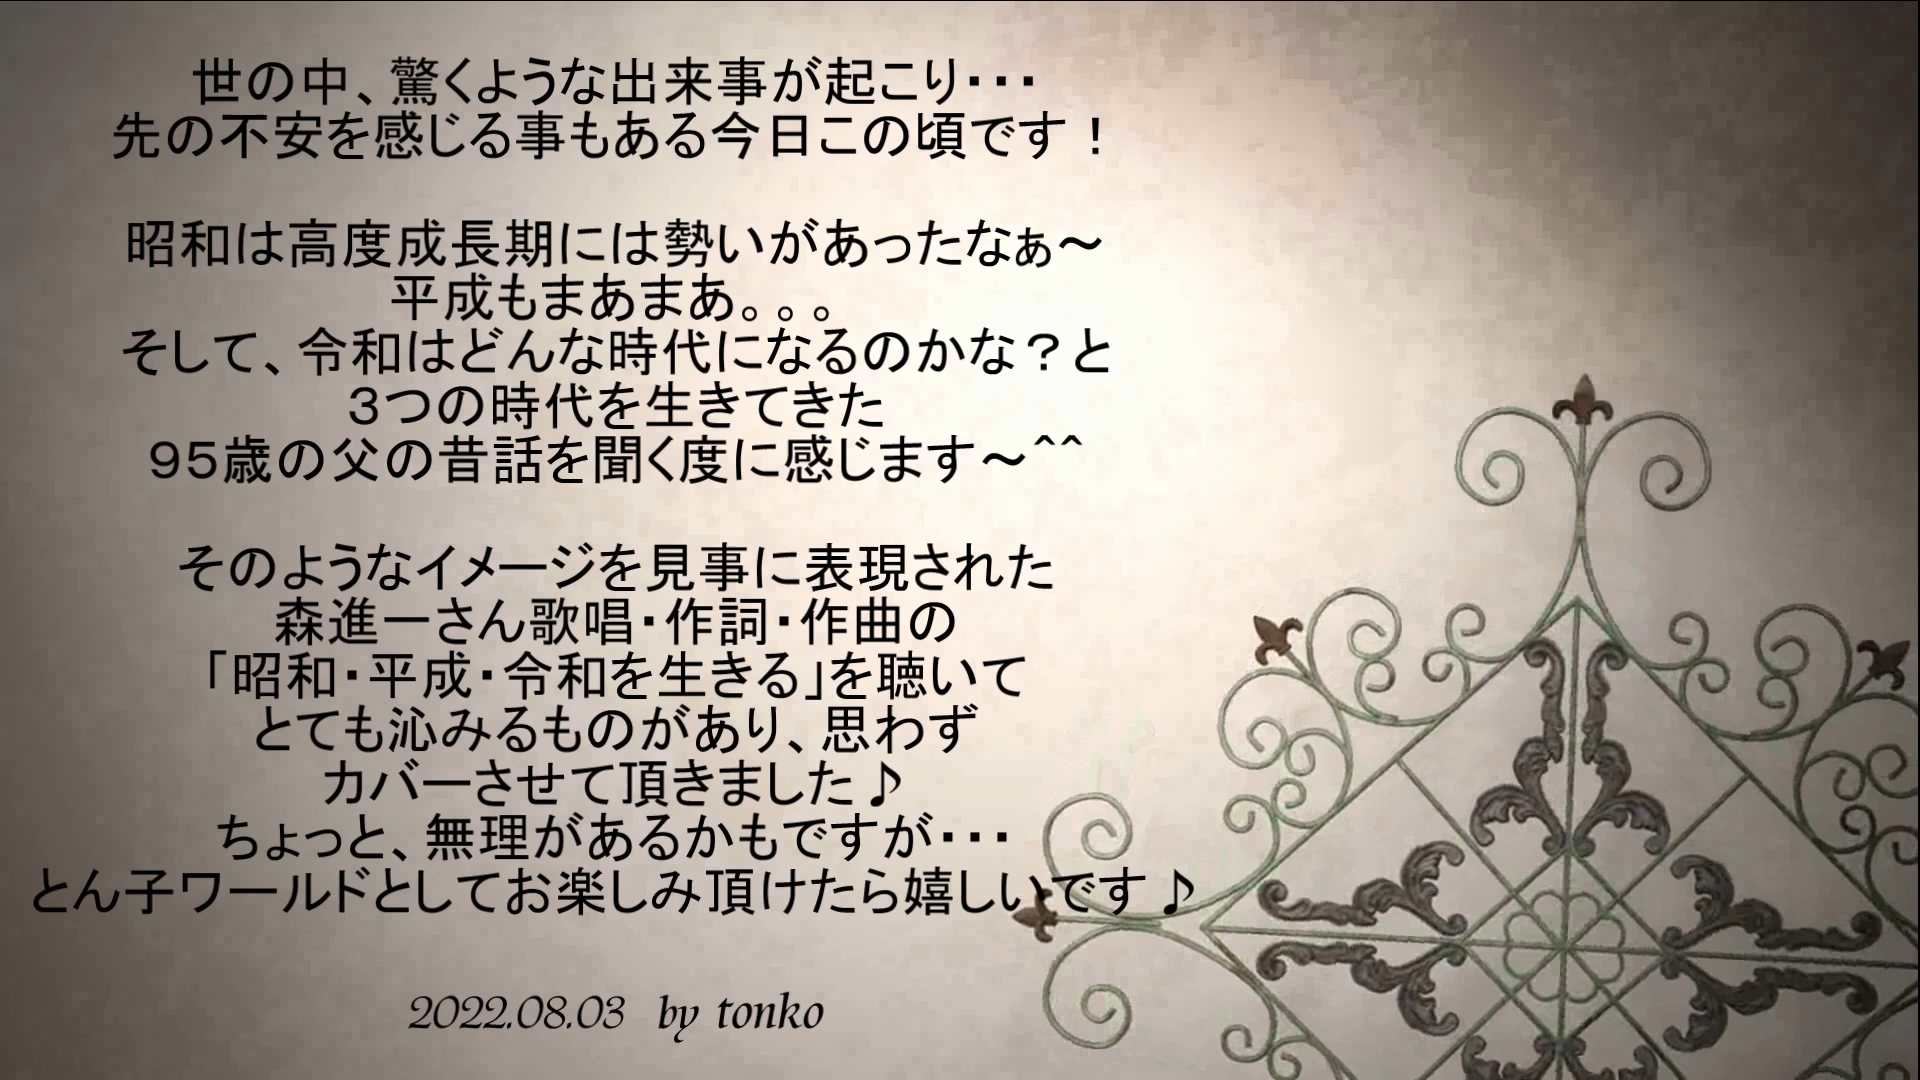 世の中、驚くような出来事が起こり・・・
先の不安を感じる事もある今日この頃です！
昭和は高度成長期には勢いがあったなぁ～
平成もまあまあ。。。
そして、令和はどんな時代になるのかな？と
３つの時代を生きてきた
９５歳の父の昔話を聞く度に感じます～＾＾
そのようなイメージを見事に表現された
森進一さん歌唱・作詞・作曲の
「昭和・平成・令和を生きる」を聴いて
とても沁みるものがあり、思わず
カバーさせて頂きました♪
ちょっと、無理があるかもですが・・・
とん子ワールドとしてお楽しみ頂けたら嬉しいです♪
2022.08.03 by tonko